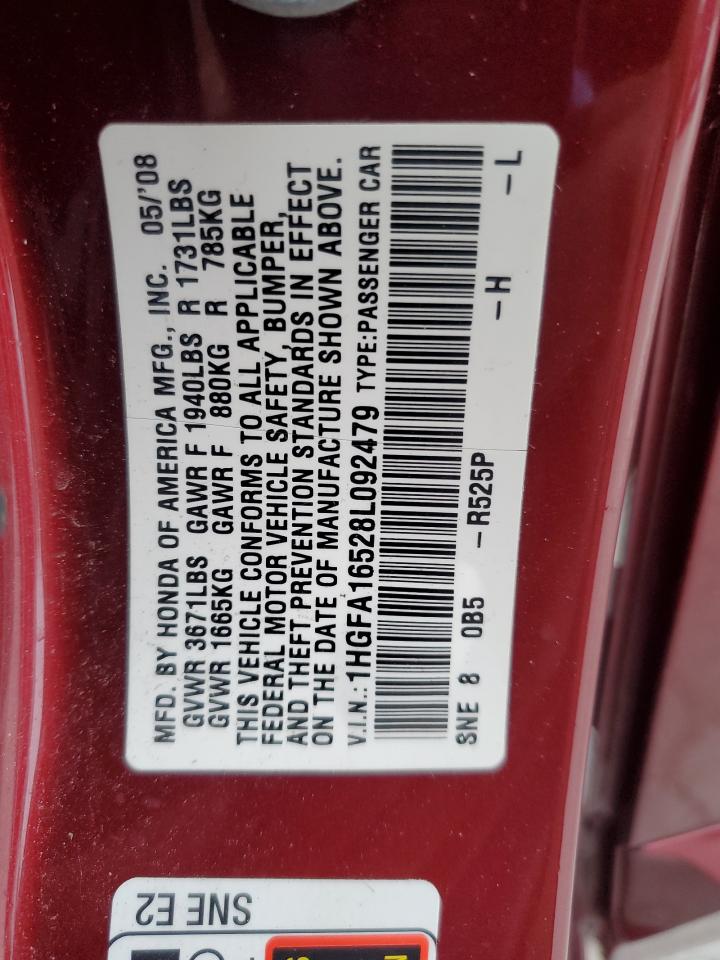 MFD. BY HONDA OF AMERICA MFG., INC. 05/'08
GVWR 3671LBS GAWR F 1940LBS R 1731LBS
GVWR 1665KG GAWR F 880KG R 785KG
THIS VEHICLE CONFORMS TO ALL APPLICABLE
FEDERAL MOTOR VEHICLE SAFETY, BUMPER,
AND THEFT PREVENTION STANDARDS IN EFFECT
ON THE DATE OF MANUFACTURE SHOWN ABOVE.
V.I.N.: 1HGFA16528L092479 TYPE:PASSENGER CAR
SNE 8 0B5 -R525P -H -L
SNE E2